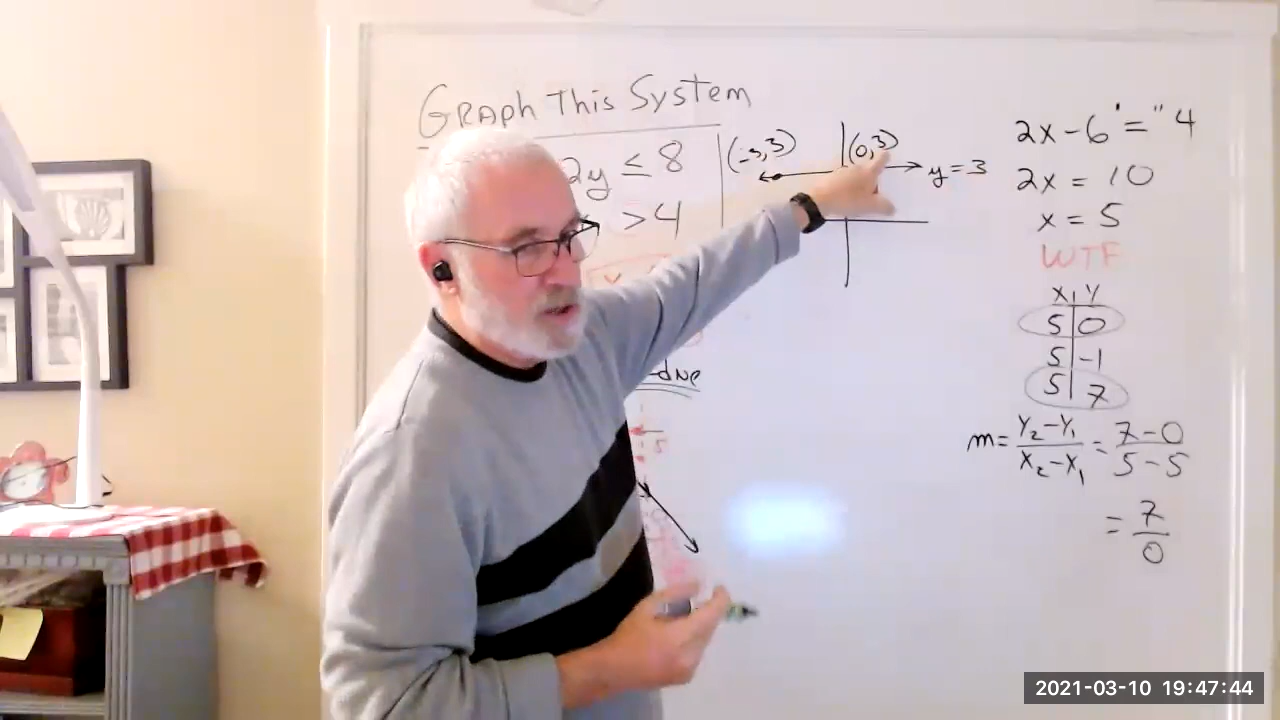 GRAPH This System
2y ≤ 8
> 4
(-3,3)
(0,3)
y = 3
2x - 6 "=" 4
2x = 10
x = 5
WTF
X Y
5 0
5 -1
5 7
m = Y₂-Y₁ / X₂-X₁ = 7-0 / 5-5
= 7 / 0
5
2021-03-10 19:47:44